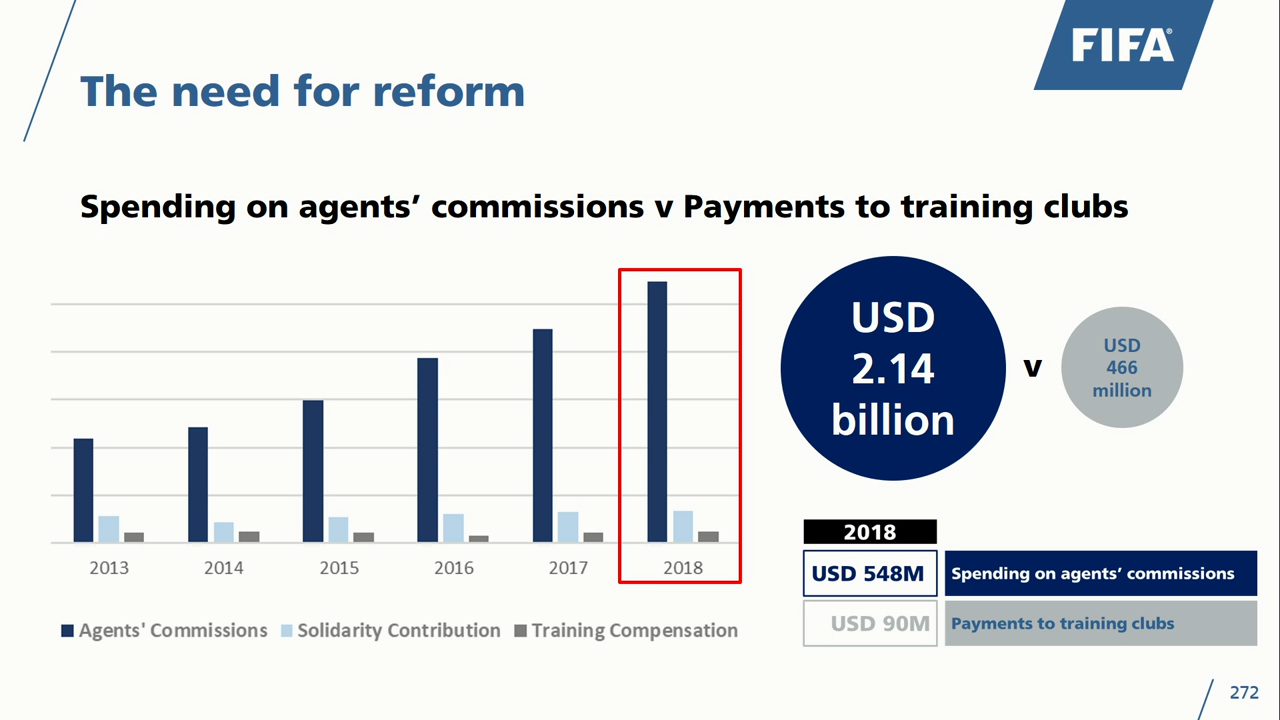 FIFA®
The need for reform
Spending on agents’ commissions v Payments to training clubs
USD
2.14
billion
v
USD
466
million
2013 2014 2015 2016 2017 2018
Agents' Commissions Solidarity Contribution Training Compensation
2018
USD 548M Spending on agents’ commissions
USD 90M Payments to training clubs
272